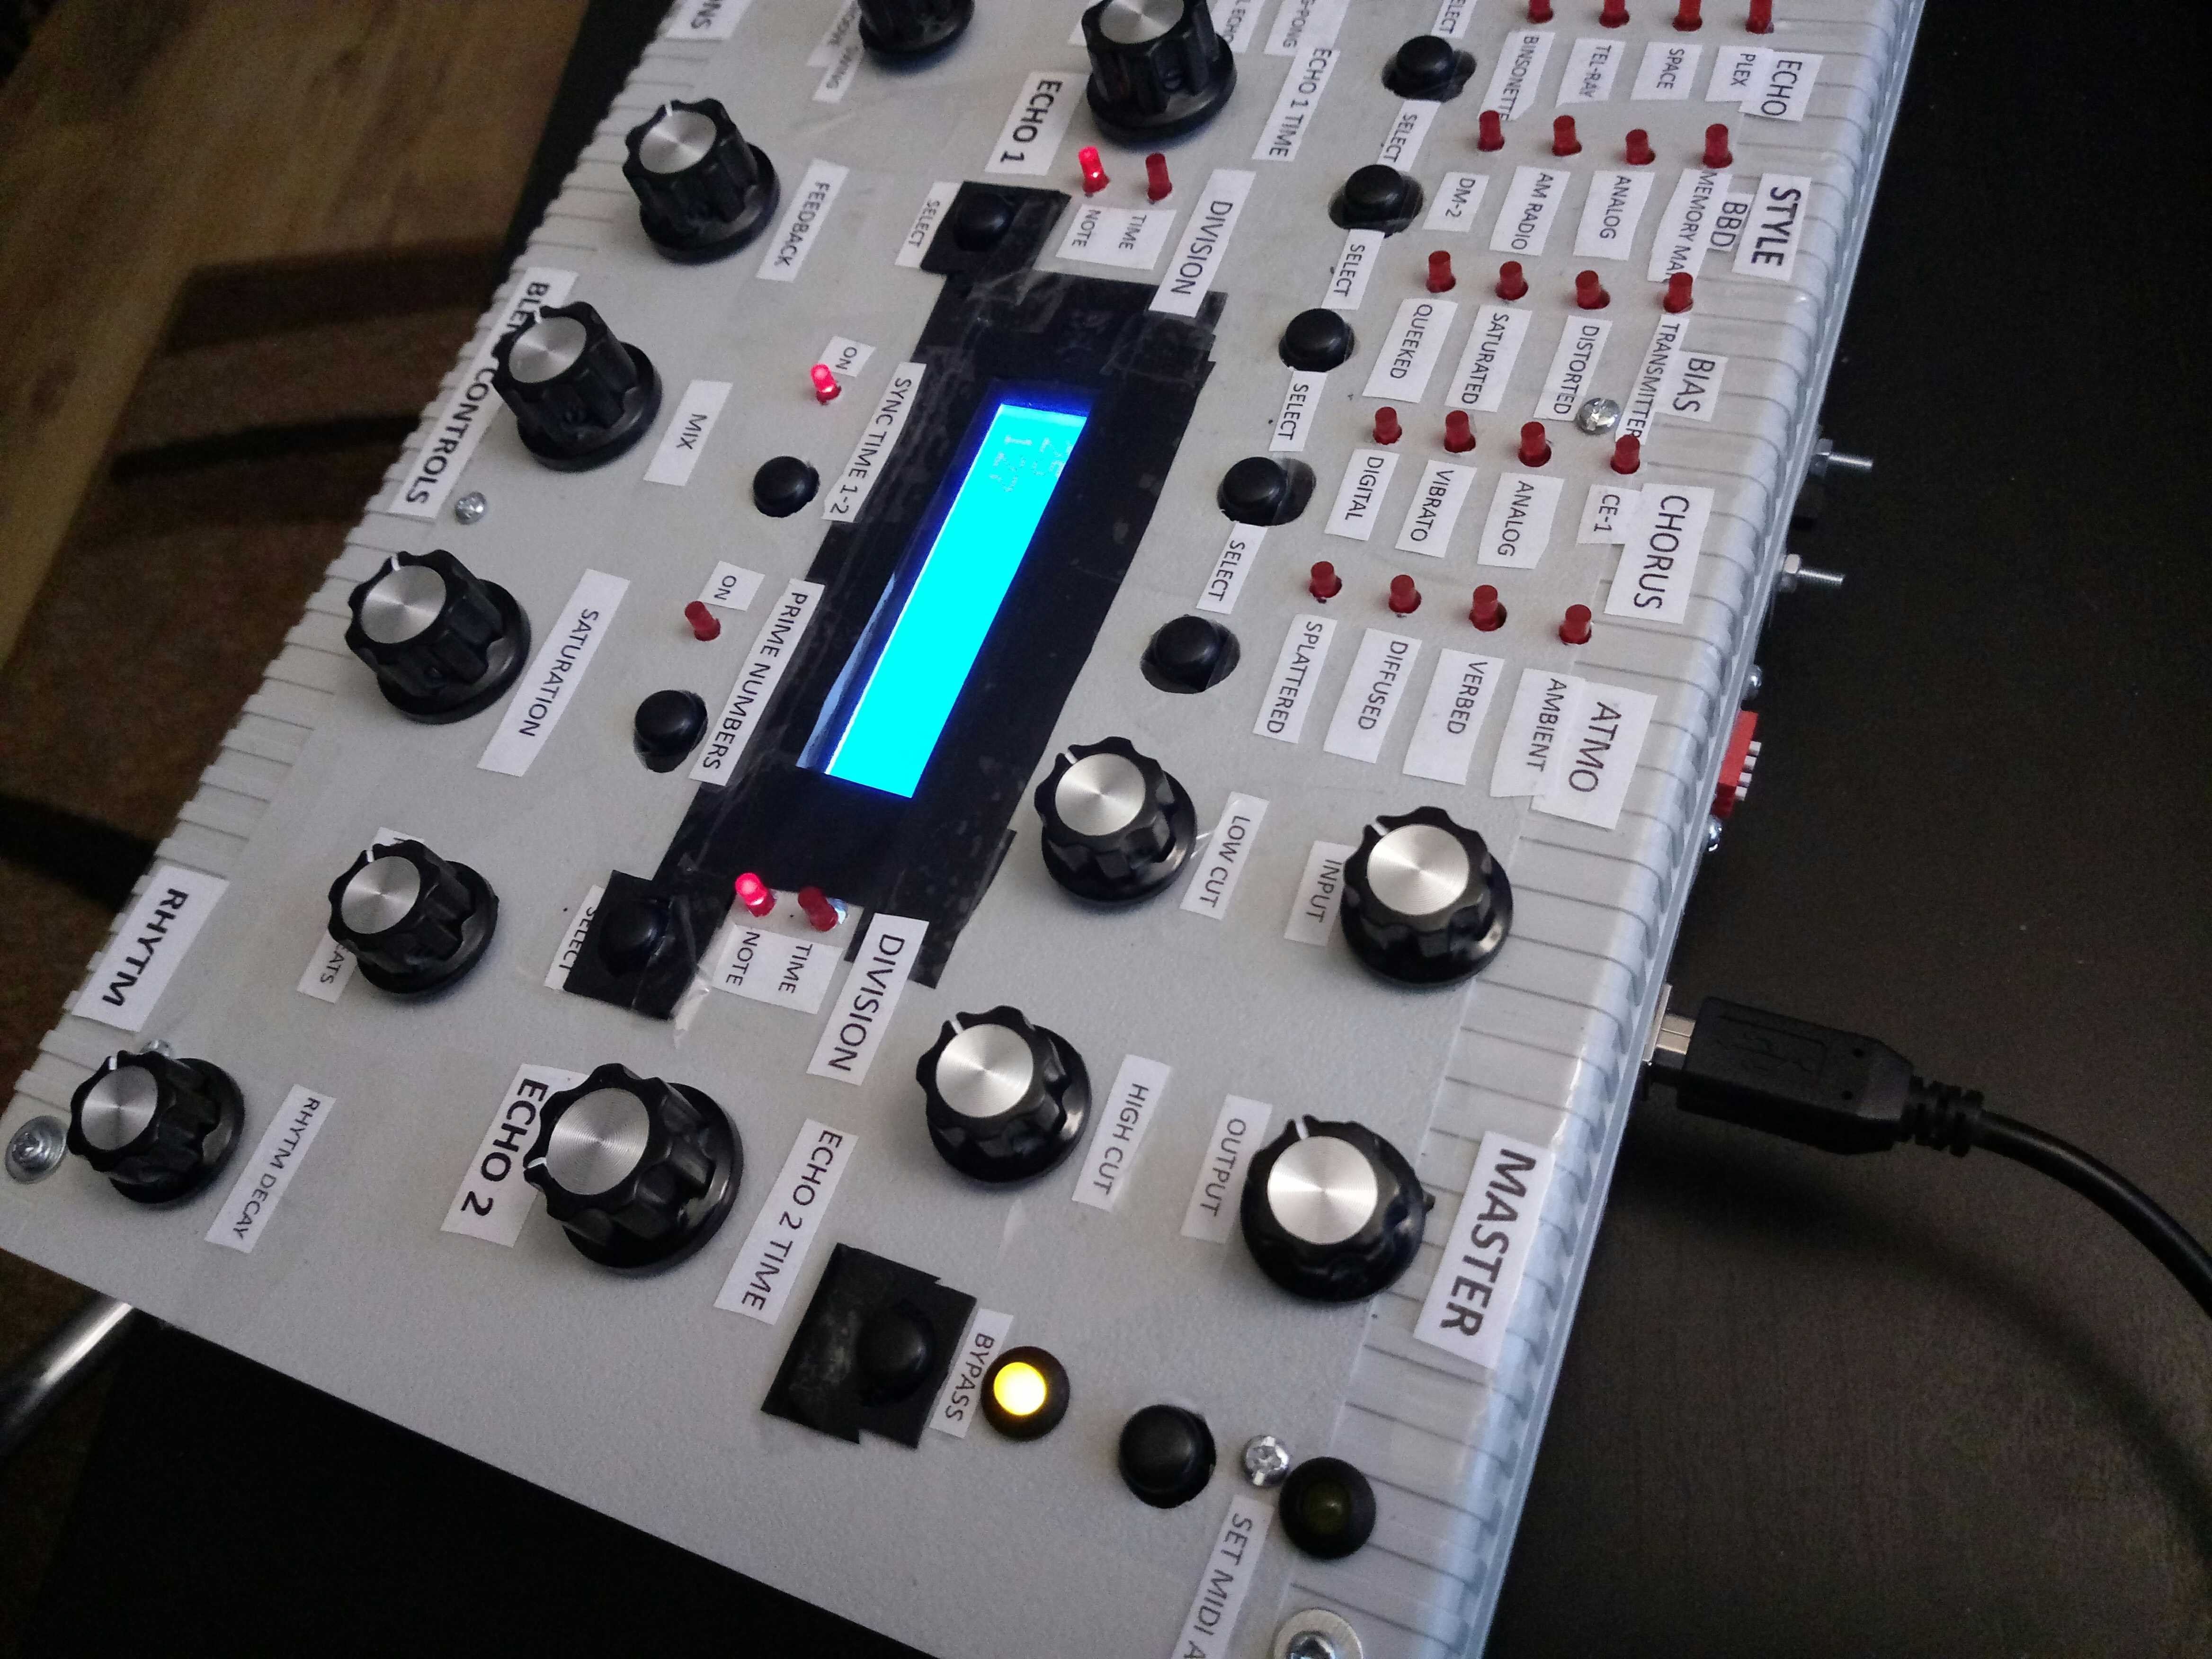 ECHO 1
ECHO 1 TIME
FEEDBACK
SELECT
NOTE
TIME
DIVISION
CONTROLS
MIX
ON
SYNC TIME 1-2
SATURATION
ON
PRIME NUMBERS
RHYTM
SELECT
NOTE
TIME
DIVISION
RHYTM DECAY
ECHO 2
ECHO 2 TIME
BINSONETTE
TEL-RAY
SPACE
PLEX
ECHO
SELECT
DM-2
AM RADIO
ANALOG
BBD
STYLE
SELECT
QUEEKED
SATURATED
DISTORTED
TRANSMITTER
BIAS
SELECT
DIGITAL
VIBRATO
ANALOG
CE-1
CHORUS
SELECT
SPLATTERED
DIFFUSED
VERBED
AMBIENT
ATMO
LOW CUT
INPUT
HIGH CUT
OUTPUT
MASTER
BYPASS
SET MIDI